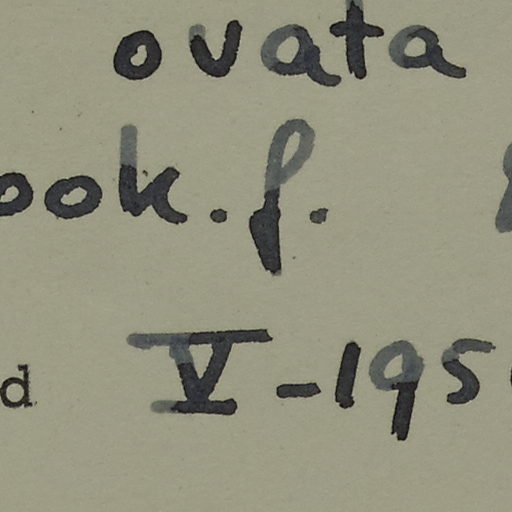 ovata
ook.f.
d V-195